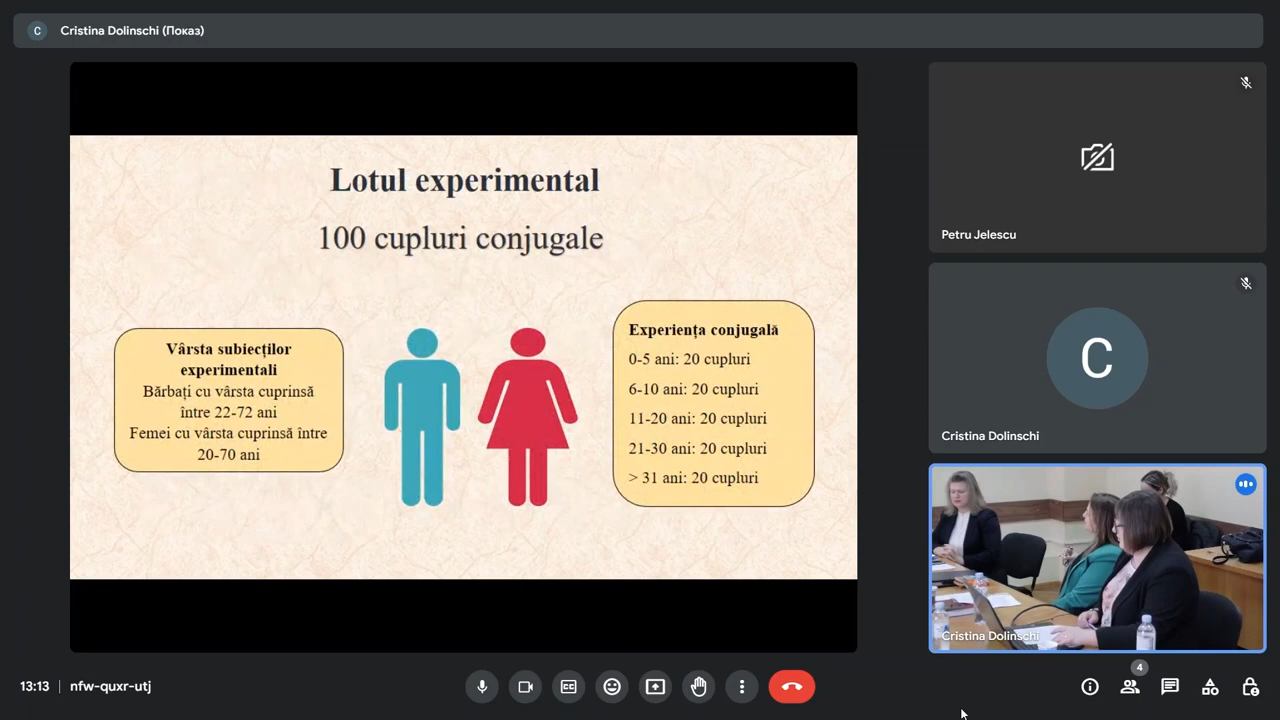 C
Cristina Dolinschi (Показ)
Lotul experimental
100 cupluri conjugale
Vârsta subiecților
experimentali
Bărbați cu vârsta cuprinsă
între 22-72 ani
Femei cu vârsta cuprinsă între
20-70 ani
Experiența conjugală
0-5 ani: 20 cupluri
6-10 ani: 20 cupluri
11-20 ani: 20 cupluri
21-30 ani: 20 cupluri
> 31 ani: 20 cupluri
Petru Jelescu
C
Cristina Dolinschi
Cristina Dolinschi
13:13 | nfw-quxr-utj
4